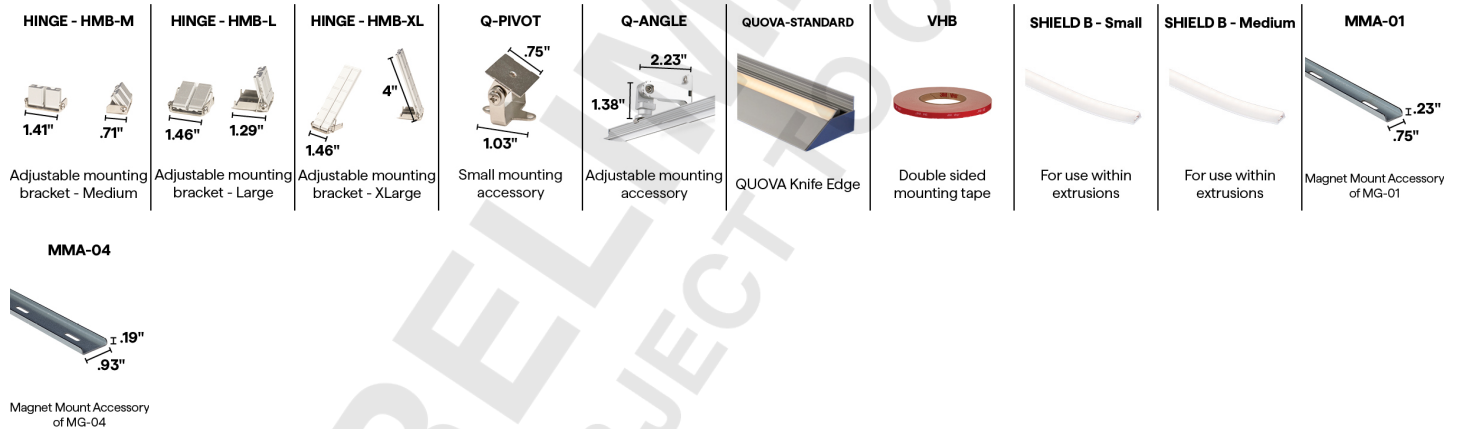 HINGE - HMB-M
1.41"
.71"
Adjustable mounting
bracket - Medium
HINGE - HMB-L
1.46"
1.29"
Adjustable mounting
bracket - Large
HINGE - HMB-XL
4"
1.46"
Adjustable mounting
bracket - XLarge
Q-PIVOT
.75"
1.03"
Small mounting
accessory
Q-ANGLE
2.23"
1.38"
Adjustable mounting
accessory
QUOVA-STANDARD
QUOVA Knife Edge
VHB
Double sided
mounting tape
SHIELD B - Small
For use within
extrusions
SHIELD B - Medium
For use within
extrusions
MMA-01
.23"
.75"
Magnet Mount Accessory
of MG-01
MMA-04
.19"
.93"
Magnet Mount Accessory
of MG-04